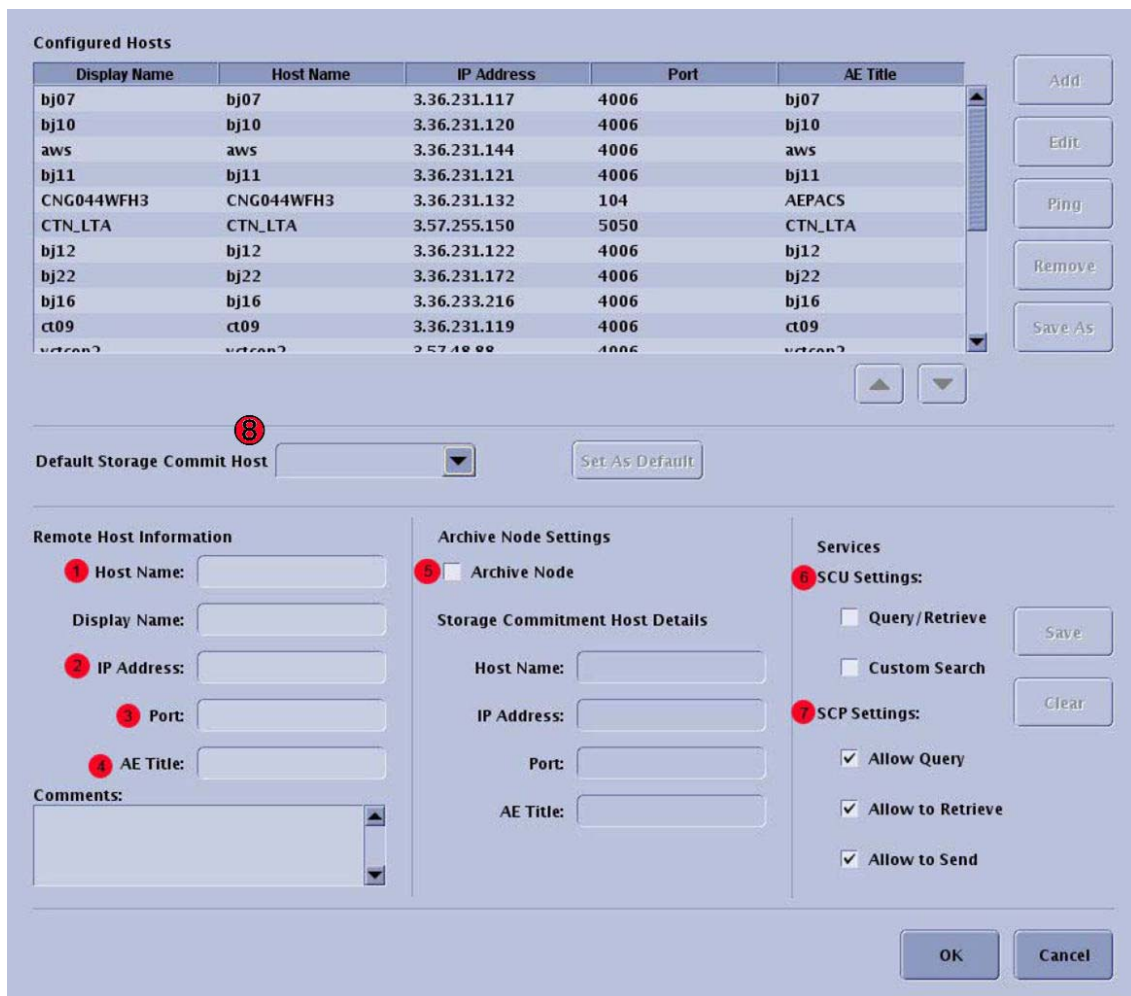 Configured Hosts
Display Name Host Name IP Address Port AE Title
bj07 bj07 3.36.231.117 4006 bj07
bj10 bj10 3.36.231.120 4006 bj10
aws aws 3.36.231.144 4006 aws
bj11 bj11 3.36.231.121 4006 bj11
CNG044WFH3 CNG044WFH3 3.36.231.132 104 AEPACS
CTN_LTA CTN_LTA 3.57.255.150 5050 CTN_LTA
bj12 bj12 3.36.231.122 4006 bj12
bj22 bj22 3.36.231.172 4006 bj22
bj16 bj16 3.36.233.216 4006 bj16
ct09 ct09 3.36.231.119 4006 ct09
Add
Edit
Ping
Remove
Save As
8
Default Storage Commit Host
Set As Default
Remote Host Information
1 Host Name:
Display Name:
2 IP Address:
3 Port:
4 AE Title:
Comments:
Archive Node Settings
5 Archive Node
Storage Commitment Host Details
Host Name:
IP Address:
Port:
AE Title:
Services
6 SCU Settings:
Query/Retrieve
Custom Search
7 SCP Settings:
Allow Query
Allow to Retrieve
Allow to Send
Save
Clear
OK
Cancel